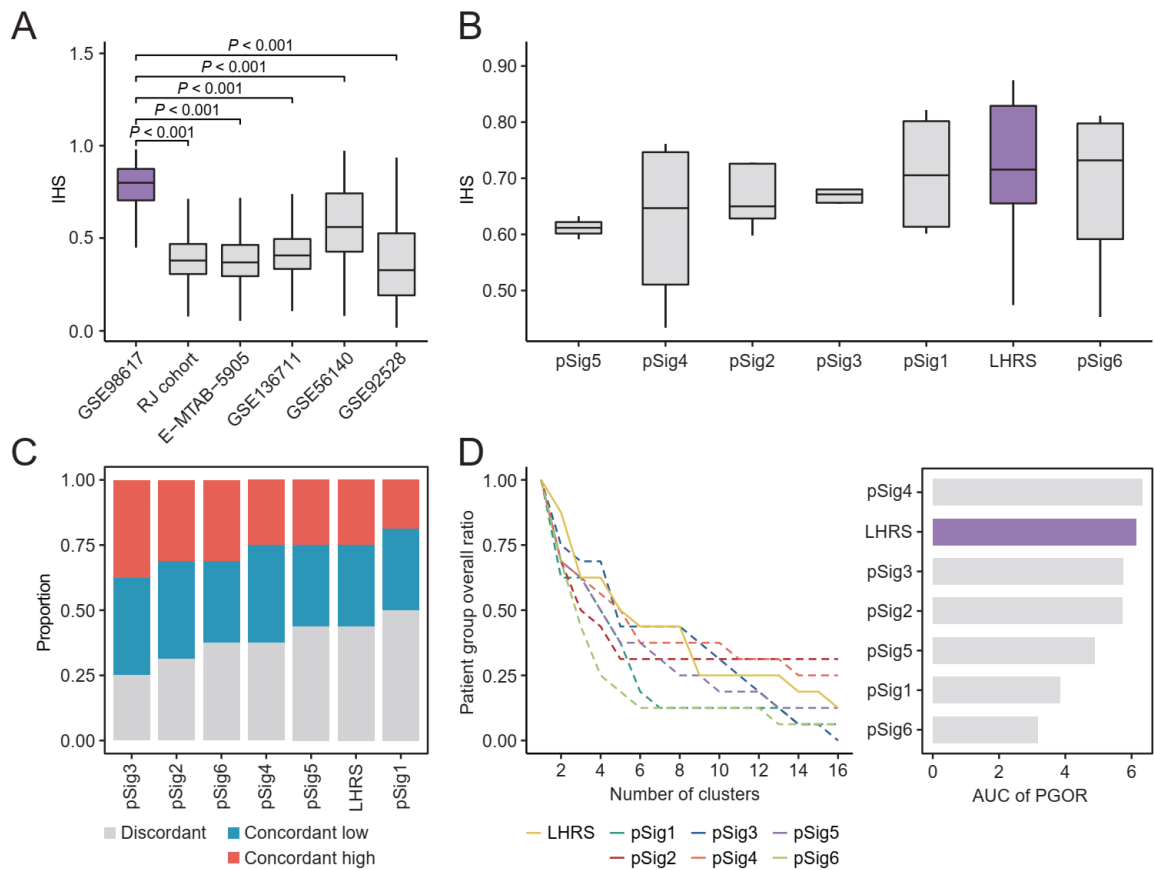 A
IHS
1.5
1.0
0.5
0.0
P < 0.001
P < 0.001
P < 0.001
P < 0.001
P < 0.001
GSE98617
RJ cohort
E−MTAB−5905
GSE136711
GSE56140
GSE92528
B
IHS
0.90
0.80
0.70
0.60
0.50
pSig5
pSig4
pSig2
pSig3
pSig1
LHRS
pSig6
C
Proportion
1.00
0.75
0.50
0.25
0.00
pSig3
pSig2
pSig6
pSig4
pSig5
LHRS
pSig1
Discordant
Concordant low
Concordant high
D
Patient group overall ratio
1.00
0.75
0.50
0.25
0.00
2 4 6 8 10 12 14 16
Number of clusters
LHRS pSig1 pSig3 pSig5
pSig2 pSig4 pSig6
pSig4
LHRS
pSig3
pSig2
pSig5
pSig1
pSig6
0 2 4 6
AUC of PGOR